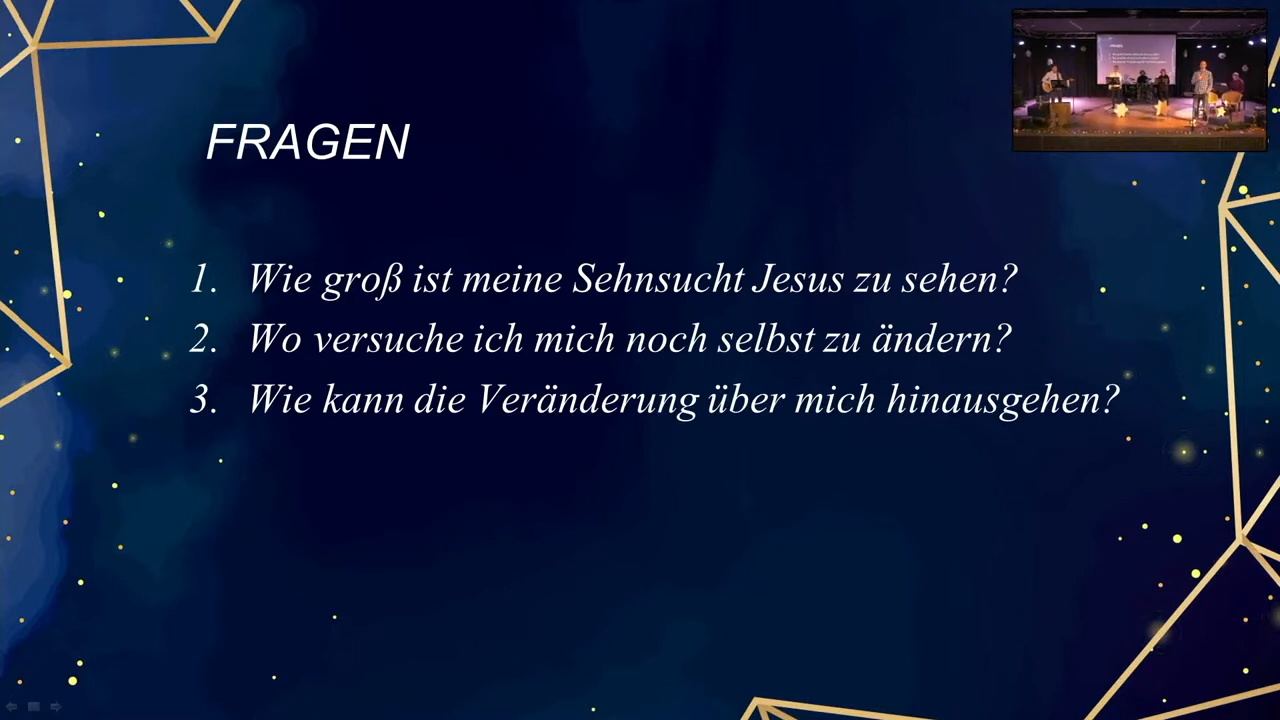 FRAGEN
1. Wie groß ist meine Sehnsucht Jesus zu sehen?
2. Wo versuche ich mich noch selbst zu ändern?
3. Wie kann die Veränderung über mich hinausgehen?